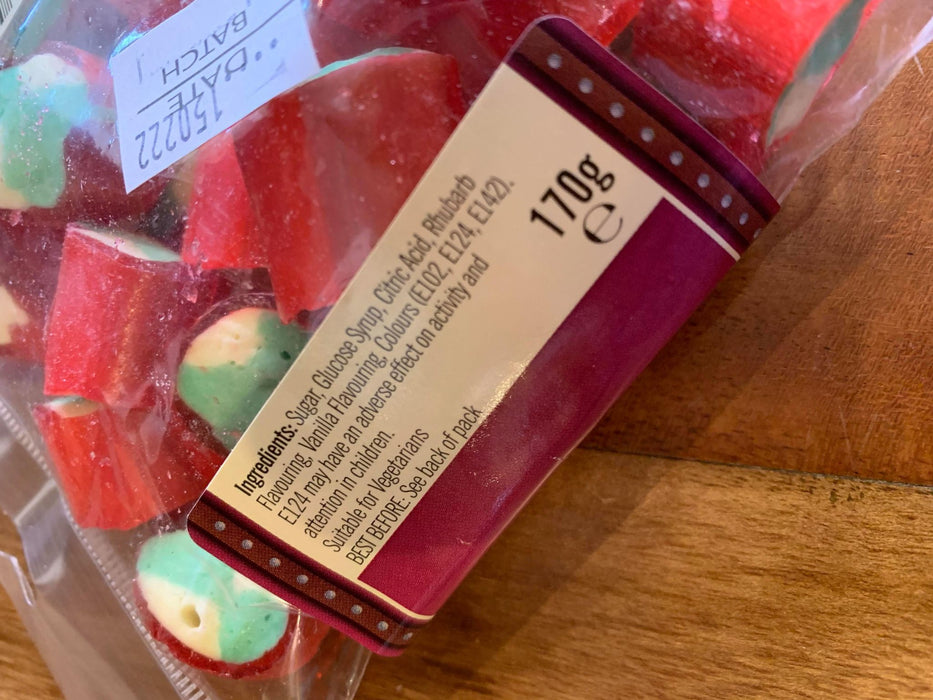 BATCH
DATE
150222
170g
e
Ingredients: Sugar, Glucose Syrup, Citric Acid, Rhubarb
Flavouring, Vanilla Flavouring, Colours (E102, E124, E142).
E124 may have an adverse effect on activity and
attention in children.
Suitable for Vegetarians
BEST BEFORE: See back of pack